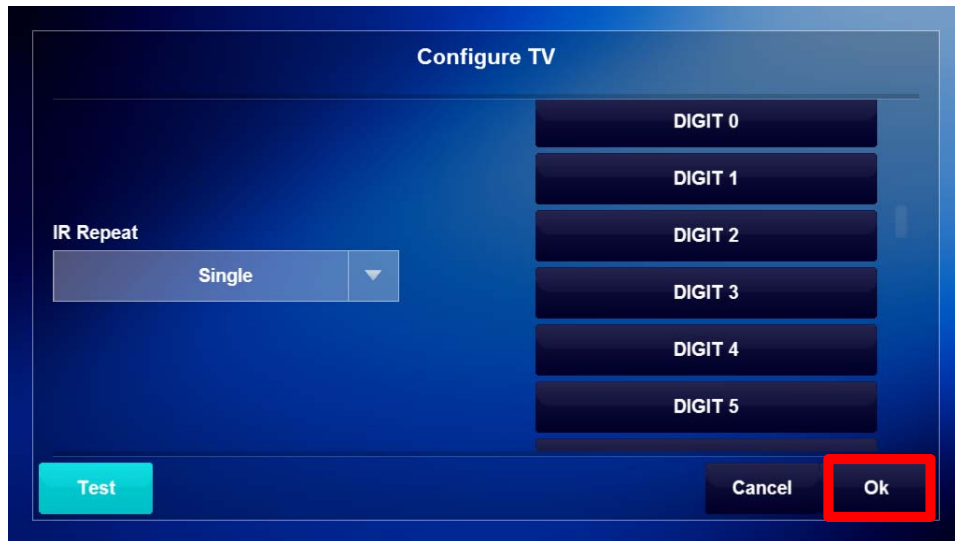 Configure TV
IR Repeat
Single
DIGIT 0
DIGIT 1
DIGIT 2
DIGIT 3
DIGIT 4
DIGIT 5
Test
Cancel
Ok